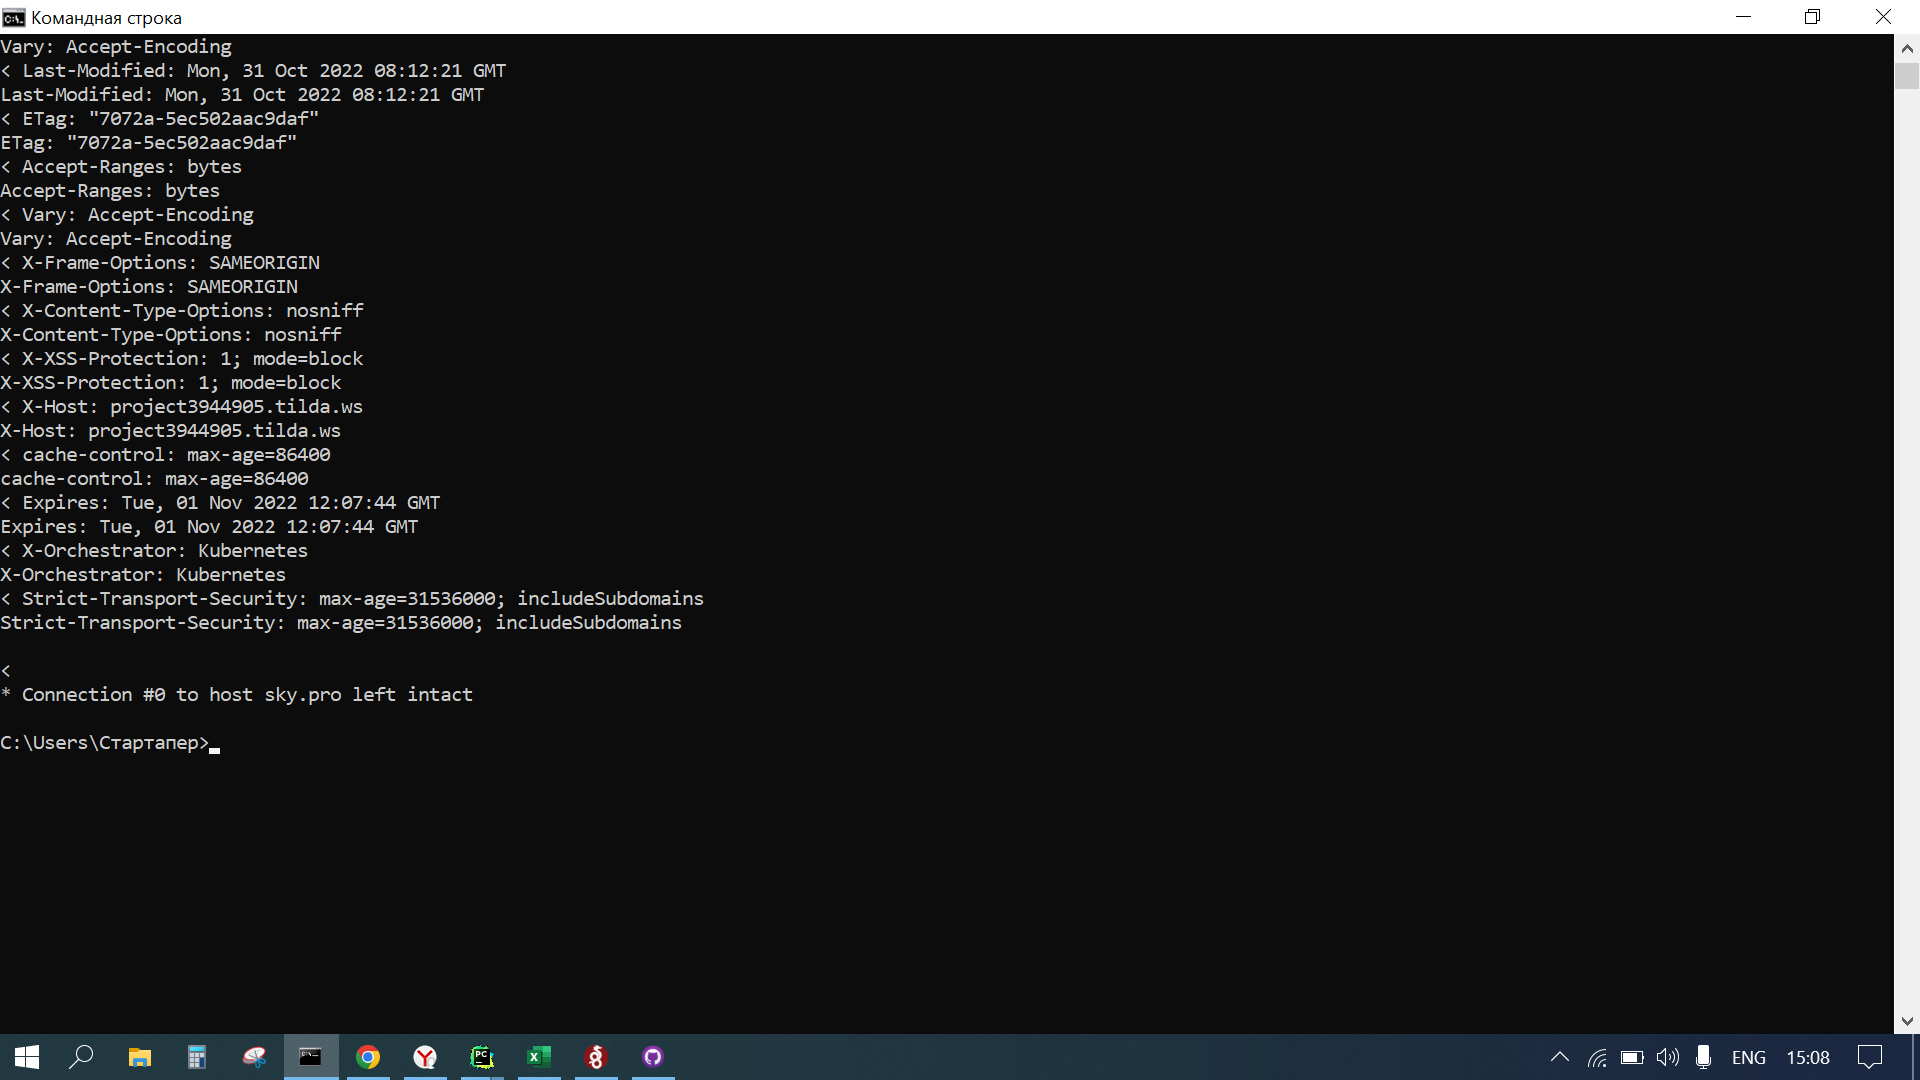 Командная строка
Vary: Accept-Encoding
< Last-Modified: Mon, 31 Oct 2022 08:12:21 GMT
Last-Modified: Mon, 31 Oct 2022 08:12:21 GMT
< ETag: "7072a-5ec502aac9daf"
ETag: "7072a-5ec502aac9daf"
< Accept-Ranges: bytes
Accept-Ranges: bytes
< Vary: Accept-Encoding
Vary: Accept-Encoding
< X-Frame-Options: SAMEORIGIN
X-Frame-Options: SAMEORIGIN
< X-Content-Type-Options: nosniff
X-Content-Type-Options: nosniff
< X-XSS-Protection: 1; mode=block
X-XSS-Protection: 1; mode=block
< X-Host: project3944905.tilda.ws
X-Host: project3944905.tilda.ws
< cache-control: max-age=86400
cache-control: max-age=86400
< Expires: Tue, 01 Nov 2022 12:07:44 GMT
Expires: Tue, 01 Nov 2022 12:07:44 GMT
< X-Orchestrator: Kubernetes
X-Orchestrator: Kubernetes
< Strict-Transport-Security: max-age=31536000; includeSubdomains
Strict-Transport-Security: max-age=31536000; includeSubdomains
<
* Connection #0 to host sky.pro left intact
C:\Users\Стартапер>
ENG 15:08